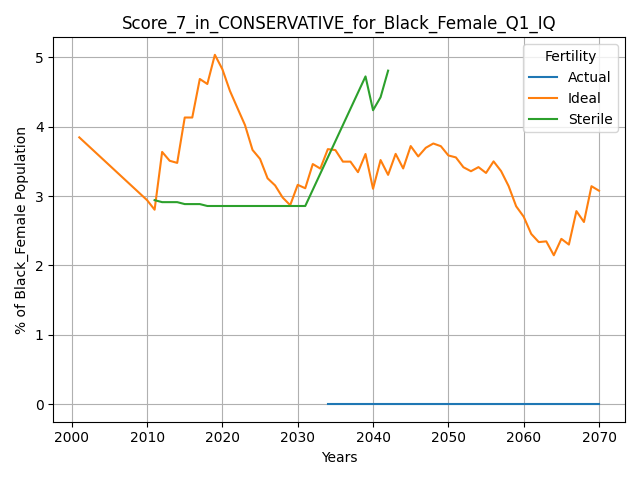 Score_7_in_CONSERVATIVE_for_Black_Female_Q1_IQ
% of Black_Female Population
5
4
3
2
1
0
Fertility
Actual
Ideal
Sterile
2000 2010 2020 2030 2040 2050 2060 2070
Years